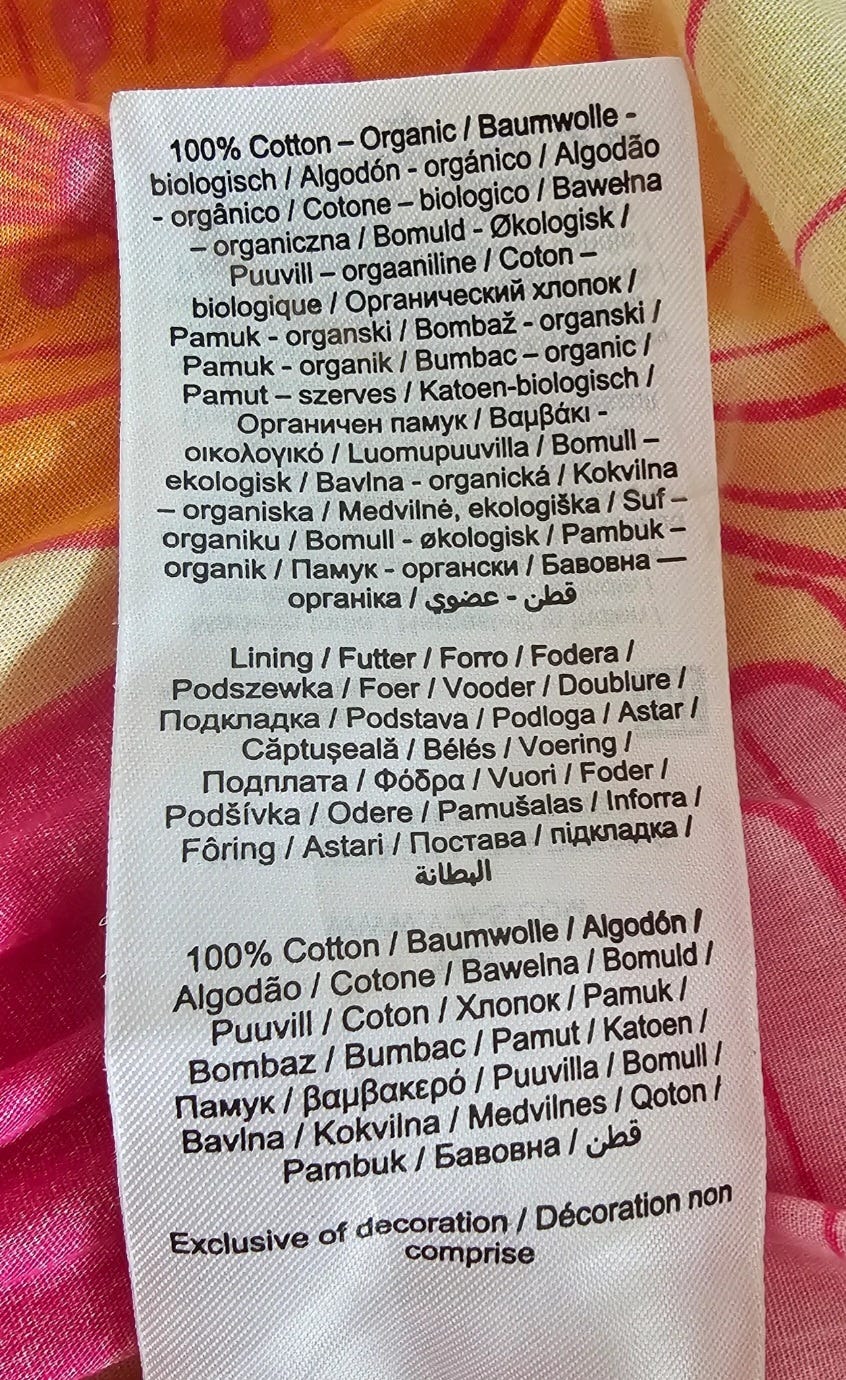 100% Cotton – Organic / Baumwolle -
biologisch / Algodón - orgánico / Algodão
- orgânico / Cotone – biologico / Bawełna
– organiczna / Bomuld - Økologisk /
Puuvill – orgaaniline / Coton –
biologique / Органический хлопок /
Pamuk - organski / Bombaž - organski /
Pamuk - organik / Bumbac – organic /
Pamut – szerves / Katoen-biologisch /
Органичен памук / Βαμβάκι -
οικολογικό / Luomupuuvilla / Bomull –
ekologisk / Bavlna - organická / Kokvilna
– organiska / Medvilnė, ekologiška / Suf –
organiku / Bomull - økologisk / Pambuk –
organik / Памук - органски / Бавовна —
органіка / قطن - عضوي
Lining / Futter / Forro / Fodera /
Podszewka / Foer / Vooder / Doublure /
Подкладка / Podstava / Podloga / Astar /
Căptuşeală / Bélés / Voering /
Подплата / Φόδρα / Vuori / Foder /
Podšívka / Odere / Pamušalas / Inforra /
Fôring / Astari / Постава / підкладка /
البطانة
100% Cotton / Baumwolle / Algodón /
Algodão / Cotone / Bawelna / Bomuld /
Puuvill / Coton / Хлопок / Pamuk /
Bombaz / Bumbac / Pamut / Katoen /
Памук / βαμβακερό / Puuvilla / Bomull /
Bavlna / Kokvilna / Medvilnes / Qoton /
Pambuk / Бавовна / قطن
Exclusive of decoration / Décoration non
comprise